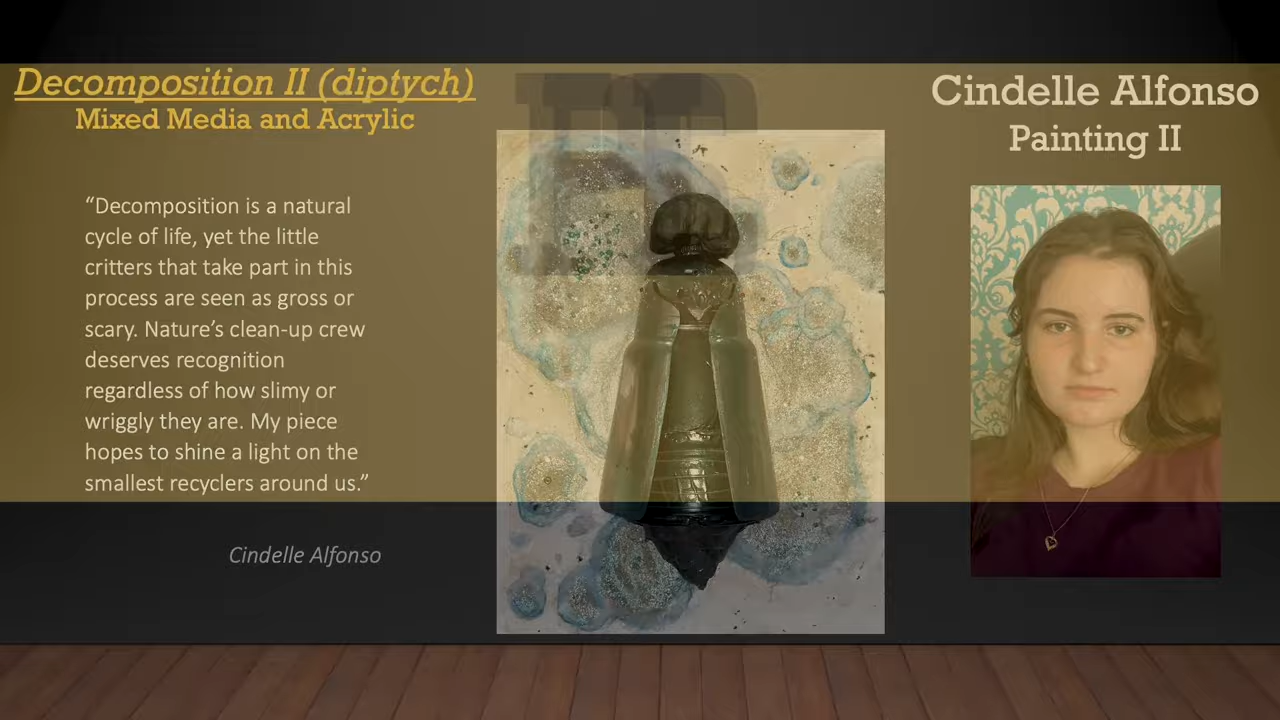 Decomposition II (diptych)
Mixed Media and Acrylic
“Decomposition is a natural
cycle of life, yet the little
critters that take part in this
process are seen as gross or
scary. Nature’s clean-up crew
deserves recognition
regardless of how slimy or
wriggly they are. My piece
hopes to shine a light on the
smallest recyclers around us.”
Cindelle Alfonso
Cindelle Alfonso
Painting II